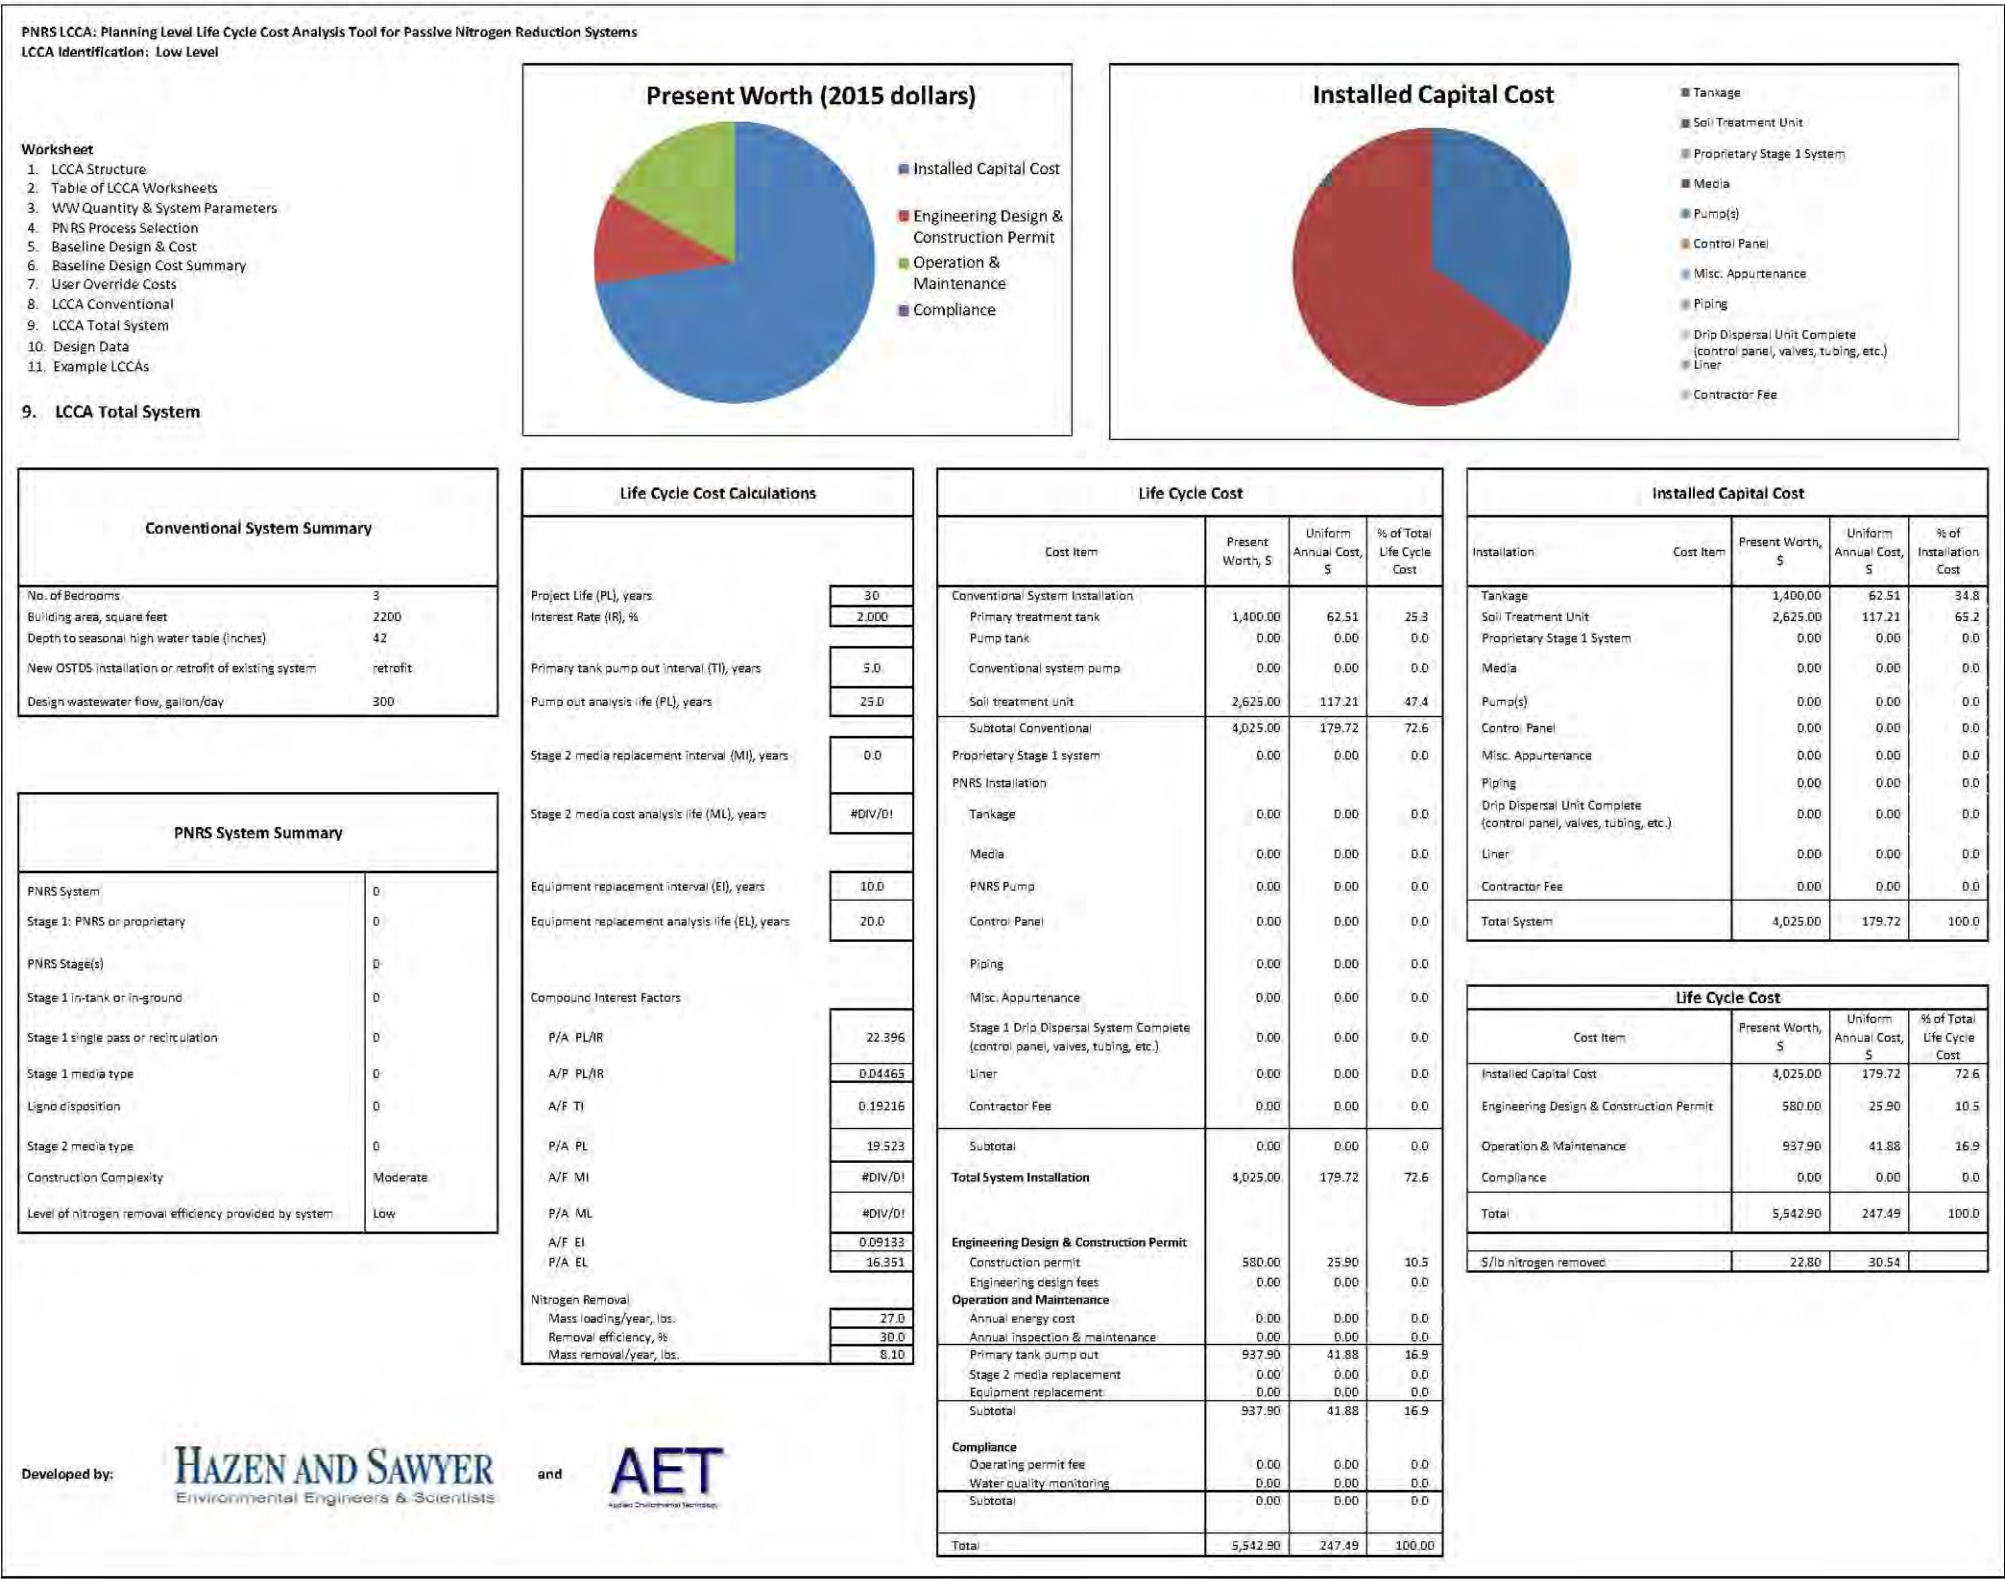 PNRS LCCA: Planning Level Life Cycle Cost Analysis Tool for Passive Nitrogen Reduction Systems
LCCA Identification: Low Level
Worksheet
1. LCCA Structure
2. Table of LCCA Worksheets
3. WW Quantity & System Parameters
4. PNRS Process Selection
5. Baseline Design & Cost
6. Baseline Design Cost Summary
7. User Override Costs
8. LCCA Conventional
9. LCCA Total System
10. Design Data
11. Example LCCAs
9. LCCA Total System
Present Worth (2015 dollars)
Installed Capital Cost
Engineering Design &
Construction Permit
Operation &
Maintenance
Compliance
Installed Capital Cost
Tankage
Soil Treatment Unit
Proprietary Stage 1 System
Media
Pump(s)
Control Panel
Misc. Appurtenance
Piping
Drip Dispersal Unit Complete
(control panel, valves, tubing, etc.)
Liner
Contractor Fee
Conventional System Summary
No. of Bedrooms 3
Building area, square feet 2200
Depth to seasonal high water table (inches) 42
New OSTDS installation or retrofit of existing system retrofit
Design wastewater flow, gallon/day 300
PNRS System Summary
PNRS System 0
Stage 1: PNRS or proprietary 0
PNRS Stage(s) 0
Stage 1 in-tank or in-ground 0
Stage 1 single pass or recirculation 0
Stage 1 media type 0
Ligno disposition 0
Stage 2 media type 0
Construction Complexity Moderate
Level of nitrogen removal efficiency provided by system Low
Life Cycle Cost Calculations
Project Life (PL), years 30
Interest Rate (IR), % 2.000
Primary tank pump out interval (TI), years 5.0
Pump out analysis life (PL), years 25.0
Stage 2 media replacement interval (MI), years 0.0
Stage 2 media cost analysis life (ML), years #DIV/0!
Equipment replacement interval (EI), years 10.0
Equipment replacement analysis life (EL), years 20.0
Compound Interest Factors
P/A PL/IR 22.396
A/P PL/IR 0.04465
A/F TI 0.19216
P/A PL 19.523
A/F MI #DIV/0!
P/A ML #DIV/0!
A/F EI 0.09133
P/A EL 16.351
Nitrogen Removal
Mass loading/year, lbs. 27.0
Removal efficiency, % 30.0
Mass removal/year, lbs. 8.10
Life Cycle Cost
Cost Item Present Worth, $ Uniform Annual Cost, $ % of Total Life Cycle Cost
Conventional System Installation
Primary treatment tank 1,400.00 62.51 25.3
Pump tank 0.00 0.00 0.0
Conventional system pump 0.00 0.00 0.0
Soil treatment unit 2,625.00 117.21 47.4
Subtotal Conventional 4,025.00 179.72 72.6
Proprietary Stage 1 system 0.00 0.00 0.0
PNRS Installation
Tankage 0.00 0.00 0.0
Media 0.00 0.00 0.0
PNRS Pump 0.00 0.00 0.0
Control Panel 0.00 0.00 0.0
Piping 0.00 0.00 0.0
Misc. Appurtenance 0.00 0.00 0.0
Stage 1 Drip Dispersal System Complete
(control panel, valves, tubing, etc.) 0.00 0.00 0.0
Liner 0.00 0.00 0.0
Contractor Fee 0.00 0.00 0.0
Subtotal 0.00 0.00 0.0
Total System Installation 4,025.00 179.72 72.6
Engineering Design & Construction Permit
Construction permit 580.00 25.90 10.5
Engineering design fees 0.00 0.00 0.0
Operation and Maintenance
Annual energy cost 0.00 0.00 0.0
Annual inspection & maintenance 0.00 0.00 0.0
Primary tank pump out 937.90 41.88 16.9
Stage 2 media replacement 0.00 0.00 0.0
Equipment replacement 0.00 0.00 0.0
Subtotal 937.90 41.88 16.9
Compliance
Operating permit fee 0.00 0.00 0.0
Water quality monitoring 0.00 0.00 0.0
Subtotal 0.00 0.00 0.0
Total 5,542.90 247.49 100.00
Installed Capital Cost
Installation Cost Item Present Worth, $ Uniform Annual Cost, $ % of Installation Cost
Tankage 1,400.00 62.51 34.8
Soil Treatment Unit 2,625.00 117.21 65.2
Proprietary Stage 1 System 0.00 0.00 0.0
Media 0.00 0.00 0.0
Pump(s) 0.00 0.00 0.0
Control Panel 0.00 0.00 0.0
Misc. Appurtenance 0.00 0.00 0.0
Piping 0.00 0.00 0.0
Drip Dispersal Unit Complete
(control panel, valves, tubing, etc.) 0.00 0.00 0.0
Liner 0.00 0.00 0.0
Contractor Fee 0.00 0.00 0.0
Total System 4,025.00 179.72 100.0
Life Cycle Cost
Cost Item Present Worth, $ Uniform Annual Cost, $ % of Total Life Cycle Cost
Installed Capital Cost 4,025.00 179.72 72.6
Engineering Design & Construction Permit 580.00 25.90 10.5
Operation & Maintenance 937.90 41.88 16.9
Compliance 0.00 0.00 0.0
Total 5,542.90 247.49 100.0
$/lb nitrogen removed 22.80 30.54
Developed by:
HAZEN AND SAWYER
Environmental Engineers & Scientists
and
AET
Applied Environmental Technology